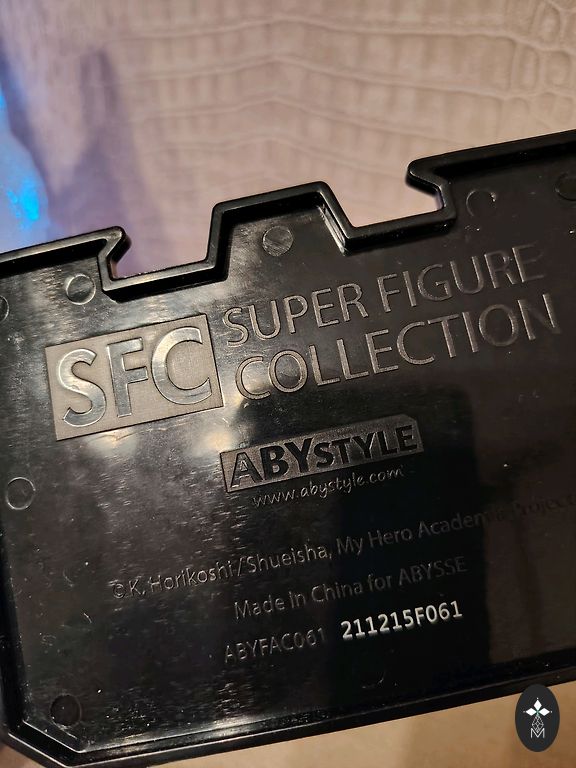 SFC SUPER FIGURE
COLLECTION
ABYSTYLE
www.abystyle.com
© K. Horikoshi / Shueisha, My Hero Academia Project
Made in China for ABYSSE
ABYFAC061 211215F061
M